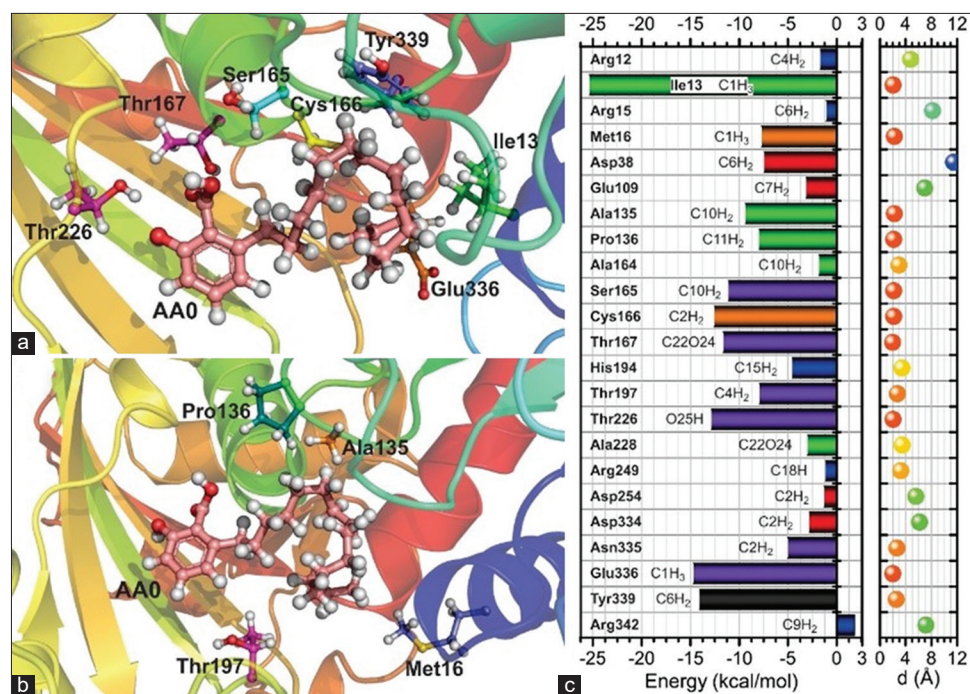 a
Tyr339
Ser165
Thr167
Cys166
Ile13
Thr226
AA0
Glu336
b
Pro136
Ala135
AA0
Thr197
Met16
c
-25 -20 -15 -10 -5 0 3 0 4 8 12
Arg12 C4H₂
Ile13 C1H₃
Arg15 C6H₂
Met16 C1H₃
Asp38 C6H₂
Glu109 C7H₂
Ala135 C10H₂
Pro136 C11H₂
Ala164 C10H₂
Ser165 C10H₂
Cys166 C2H₂
Thr167 C22O24
His194 C15H₂
Thr197 C4H₂
Thr226 O25H
Ala228 C22O24
Arg249 C18H
Asp254 C2H₂
Asp334 C2H₂
Asn335 C2H₂
Glu336 C1H₃
Tyr339 C6H₂
Arg342 C9H₂
-25 -20 -15 -10 -5 0 3 0 4 8 12
Energy (kcal/mol) d (Å)